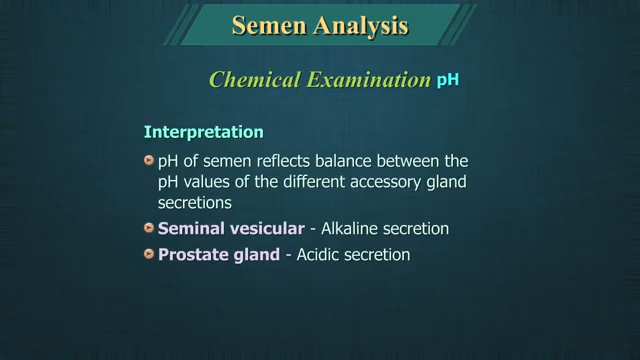 Semen Analysis
Chemical Examination pH
Interpretation
pH of semen reflects balance between the
pH values of the different accessory gland
secretions
Seminal vesicular - Alkaline secretion
Prostate gland - Acidic secretion